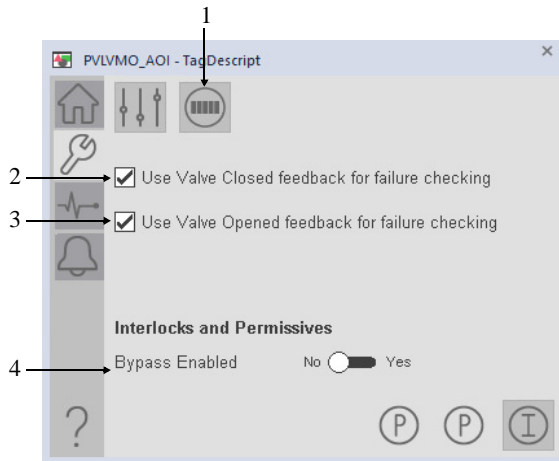 1
PVLVMO_AOI - TagDescript
2
Use Valve Closed feedback for failure checking
3
Use Valve Opened feedback for failure checking
Interlocks and Permissives
4
Bypass Enabled No Yes
?
P P I